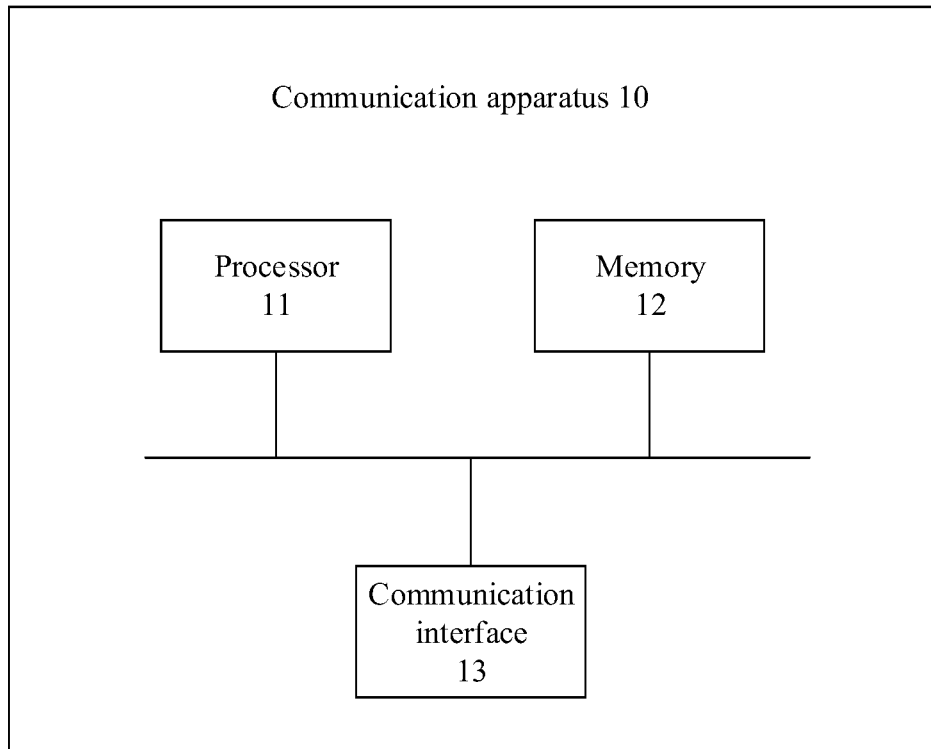 Communication apparatus 10
Processor
11
Memory
12
Communication
interface
13